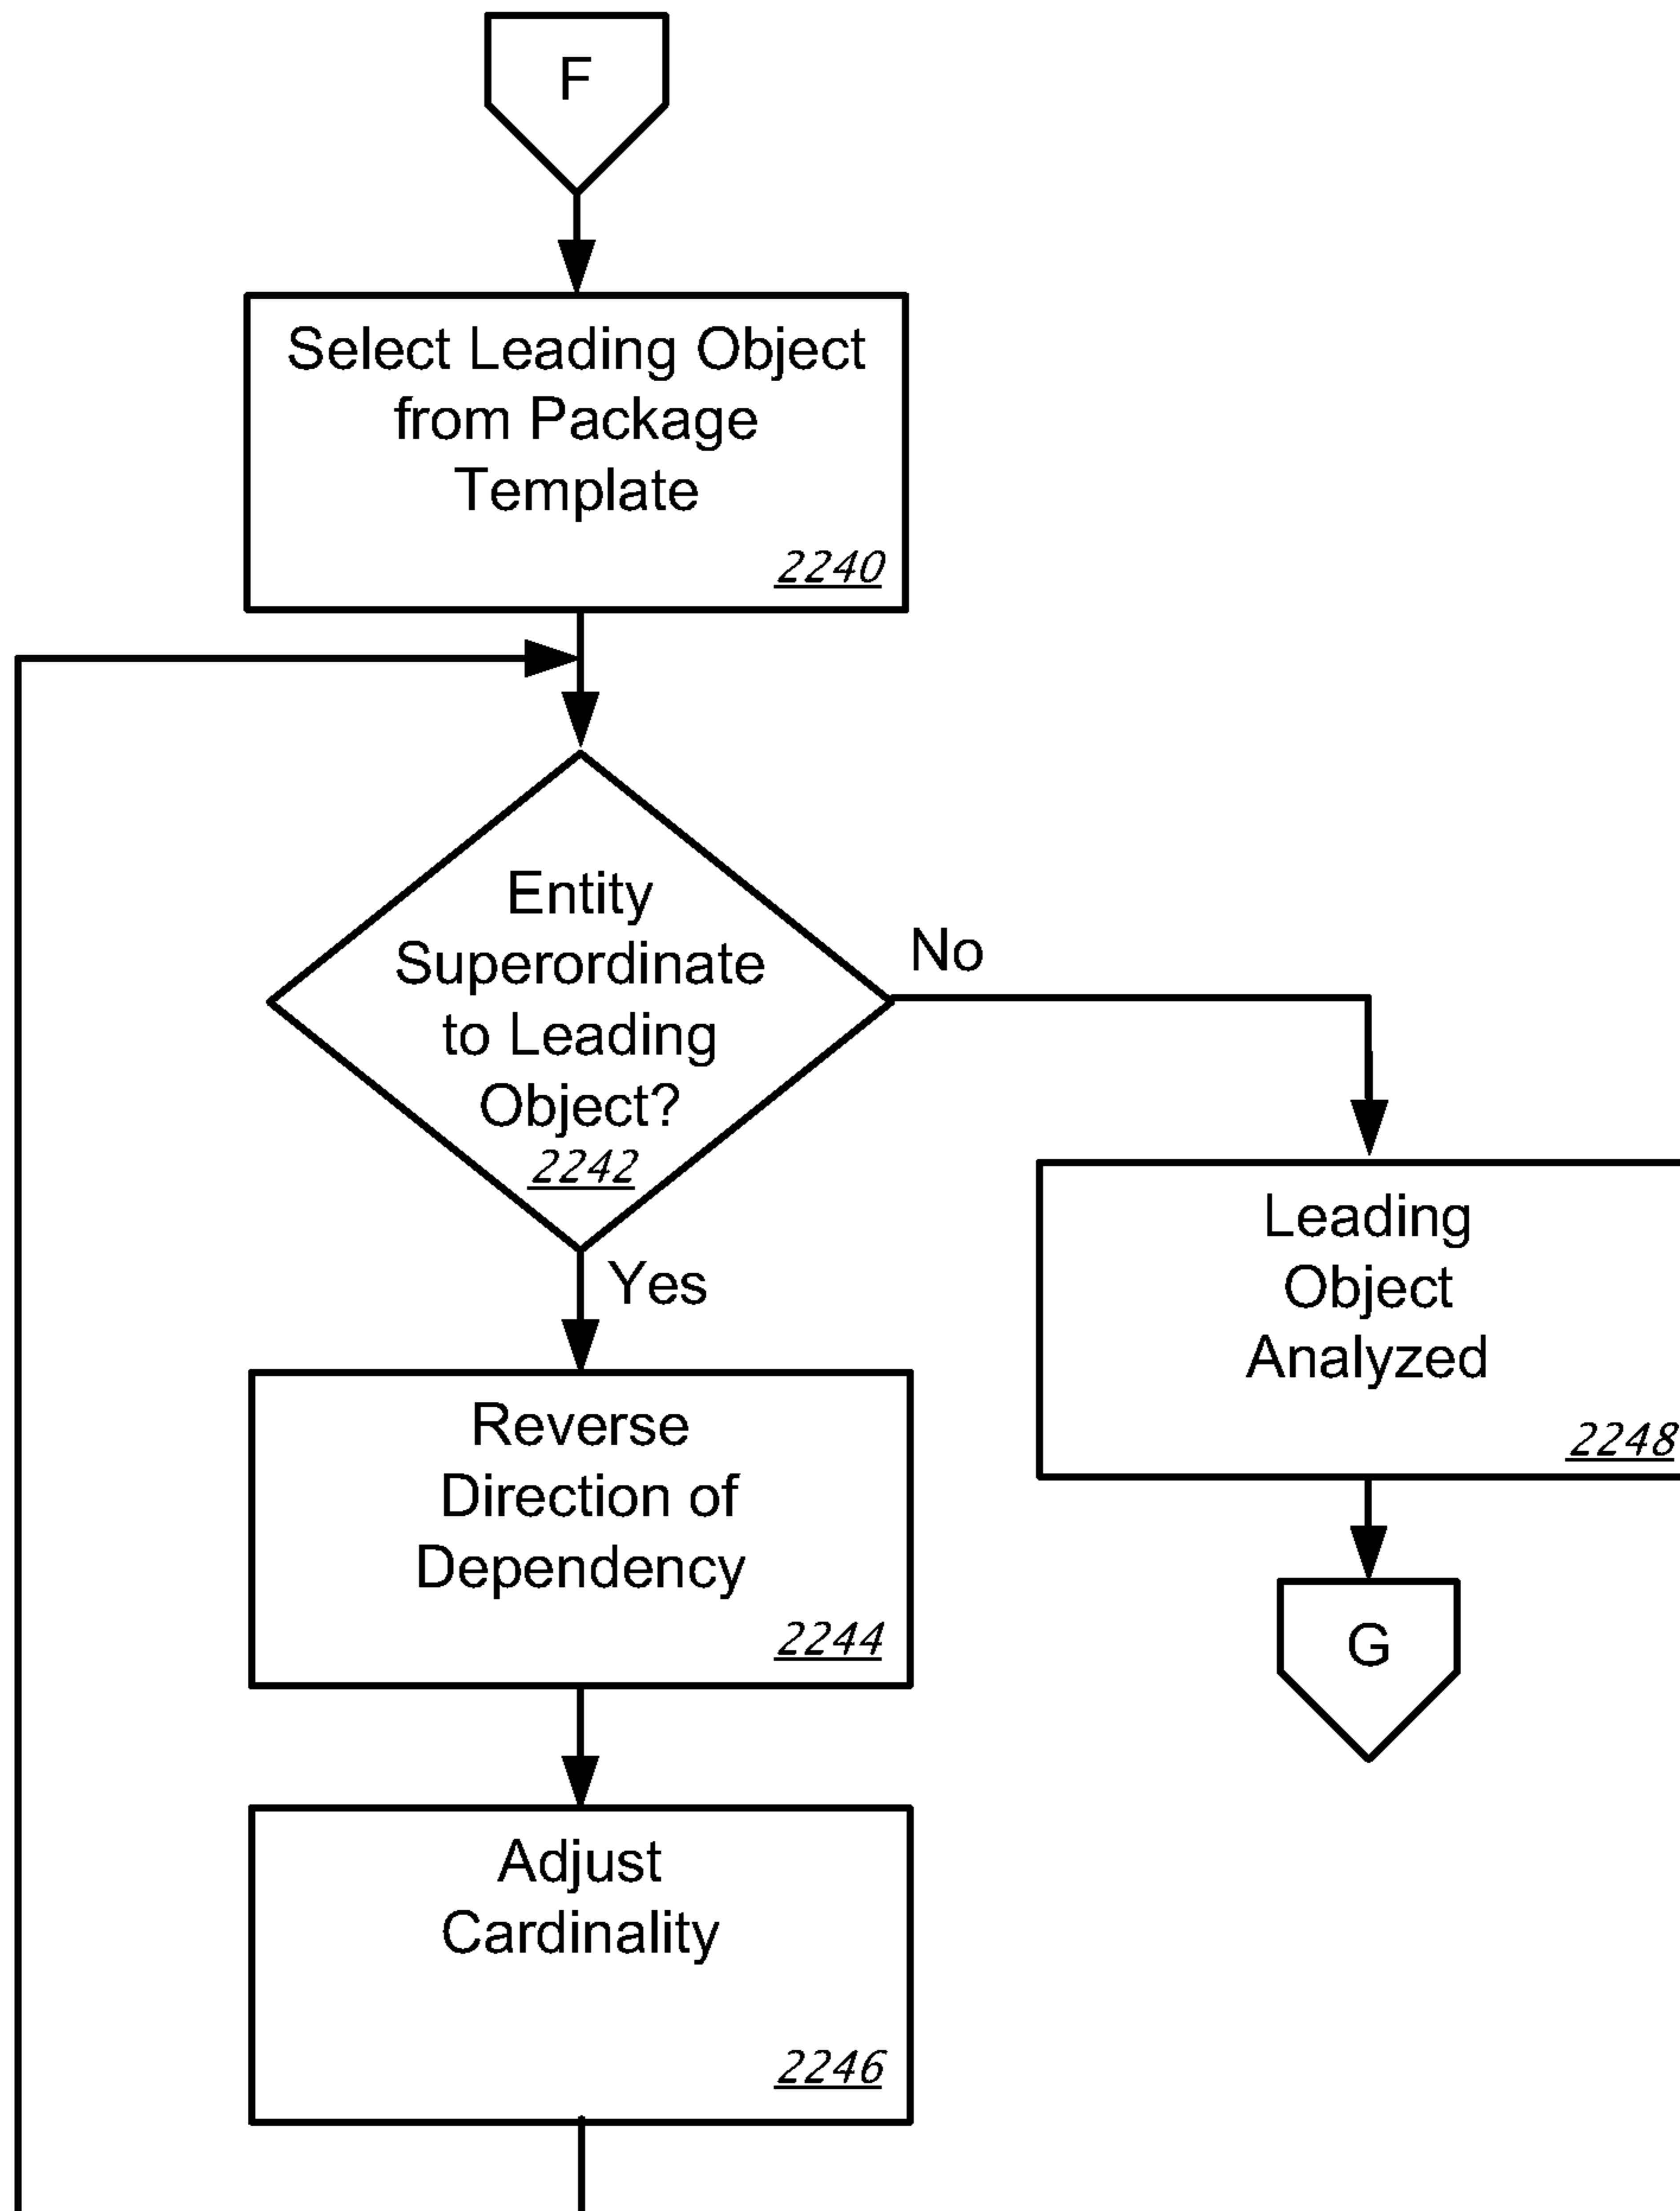 F
Select Leading Object
from Package
Template
2240
Entity
Superordinate
to Leading
Object?
2242
No
Yes
Leading
Object
Analyzed
2248
Reverse
Direction of
Dependency
2244
G
Adjust
Cardinality
2246